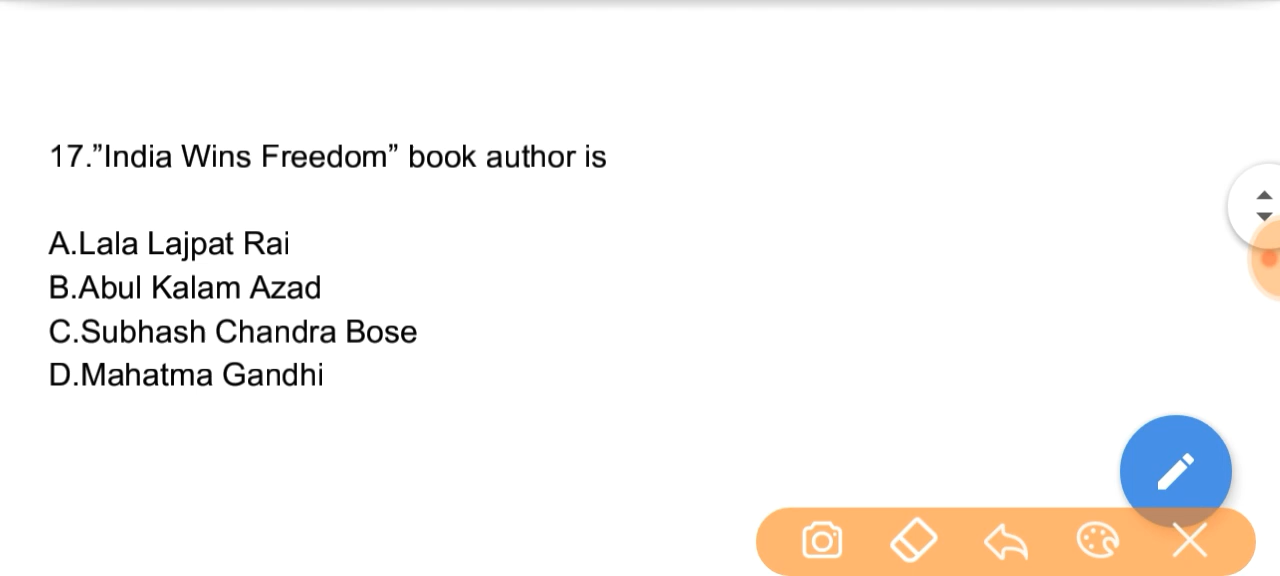 17.”India Wins Freedom” book author is
A.Lala Lajpat Rai
B.Abul Kalam Azad
C.Subhash Chandra Bose
D.Mahatma Gandhi